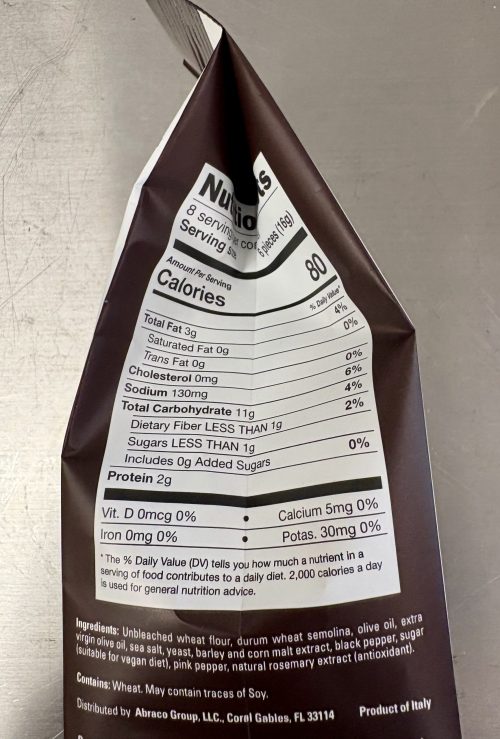 8 servings
Serving
6 pieces (16g)
Amount Per Serving
Calories 80
% Daily Value*
Total Fat 3g 4%
Saturated Fat 0g 0%
Trans Fat 0g
Cholesterol 0mg 0%
Sodium 130mg 6%
Total Carbohydrate 11g 4%
Dietary Fiber LESS THAN 1g 2%
Sugars LESS THAN 1g
Includes 0g Added Sugars 0%
Protein 2g
Vit. D 0mcg 0% • Calcium 5mg 0%
Iron 0mg 0% • Potas. 30mg 0%
* The % Daily Value (DV) tells you how much a nutrient in a
serving of food contributes to a daily diet. 2,000 calories a day
is used for general nutrition advice.
Ingredients: Unbleached wheat flour, durum wheat semolina, olive oil, extra
virgin olive oil, sea salt, yeast, barley and corn malt extract, black pepper, sugar
(suitable for vegan diet), pink pepper, natural rosemary extract (antioxidant).
Contains: Wheat. May contain traces of Soy.
Distributed by Abraco Group, LLC., Coral Gables, FL 33114 Product of Italy